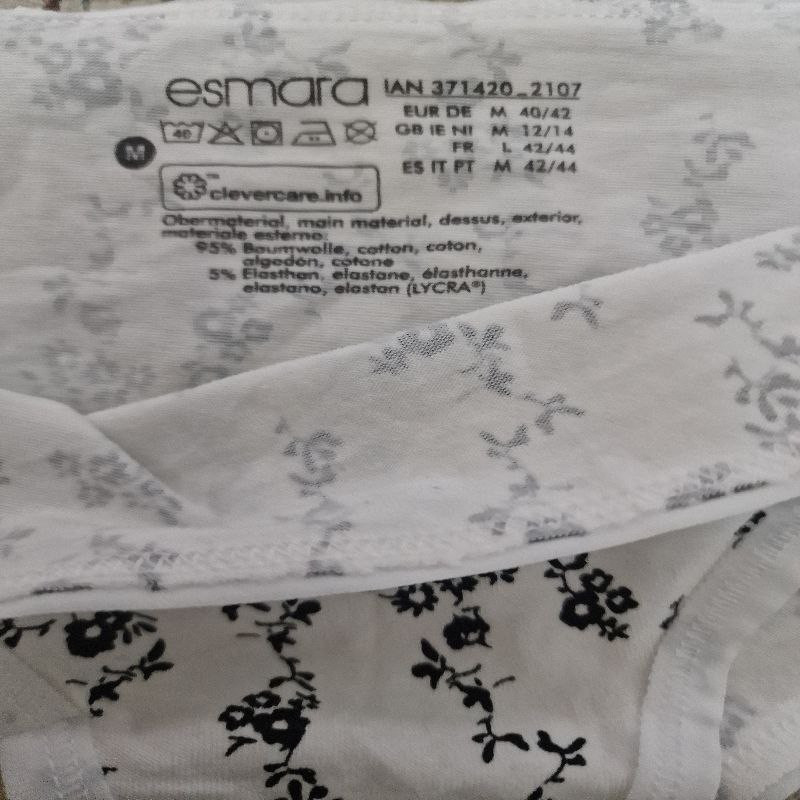 esmara
IAN 371420_2107
EUR DE M 40/42
GB IE NI M 12/14
FR L 42/44
ES IT PT M 42/44
40
M
clevercare.info
Obermaterial, main material, dessus, exterior,
materiale esterno:
95% Baumwolle, cotton, coton,
algodón, cotone
5% Elasthan, elastane, élasthanne,
elastano, elastan (LYCRA®)